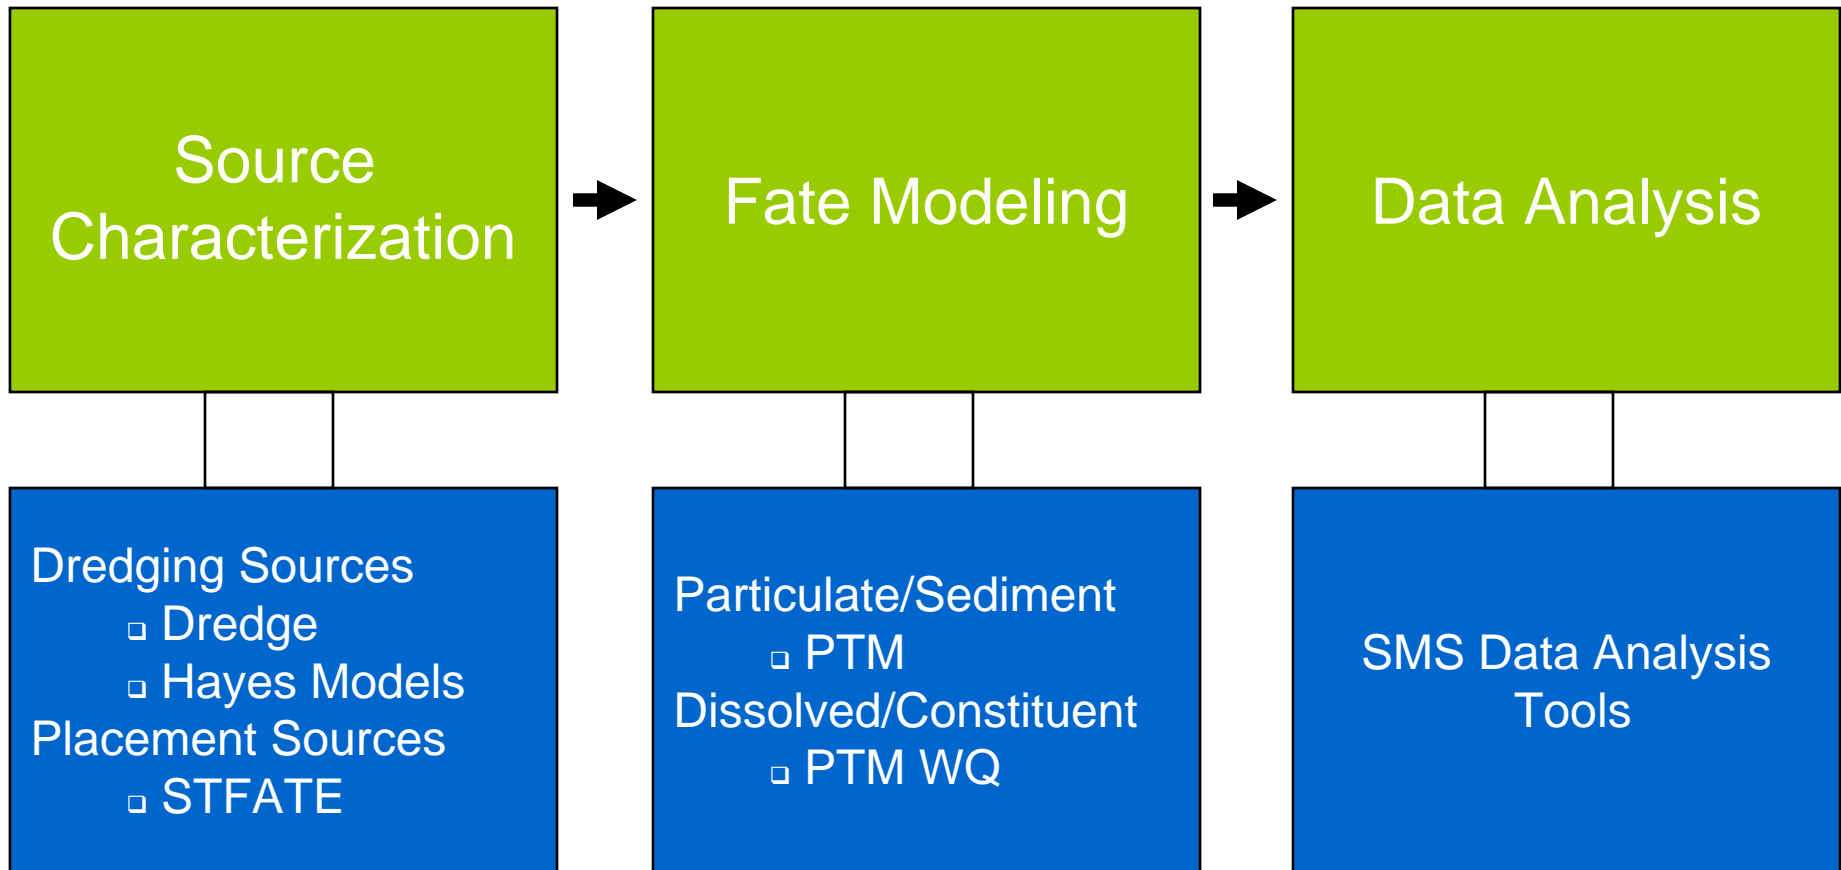 Source
Characterization
Fate Modeling
Data Analysis
Dredging Sources
❑ Dredge
❑ Hayes Models
Placement Sources
❑ STFATE
Particulate/Sediment
❑ PTM
Dissolved/Constituent
❑ PTM WQ
SMS Data Analysis
Tools